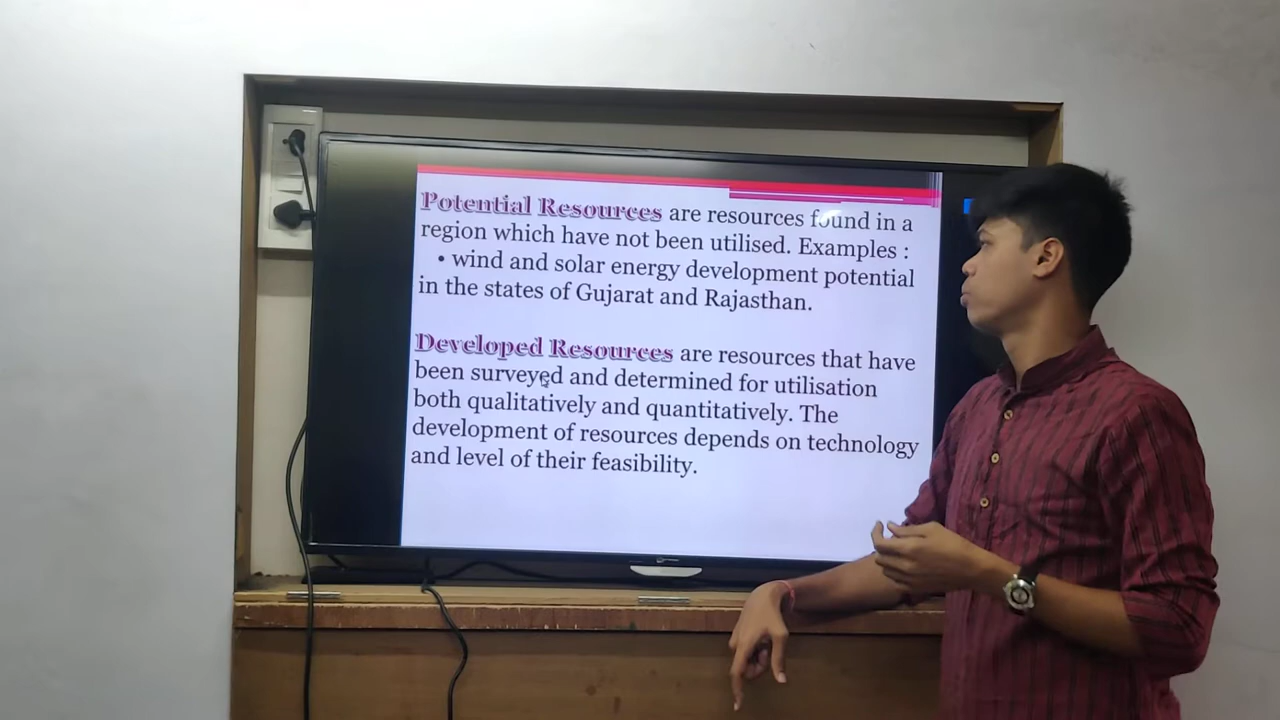 Potential Resources are resources found in a
region which have not been utilised. Examples :
• wind and solar energy development potential
in the states of Gujarat and Rajasthan.
Developed Resources are resources that have
been surveyed and determined for utilisation
both qualitatively and quantitatively. The
development of resources depends on technology
and level of their feasibility.